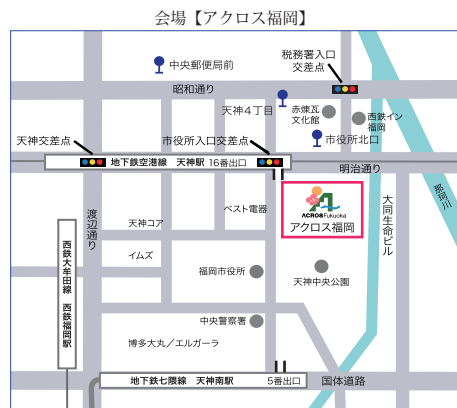 会場【アクロス福岡】
中央郵便局前
税務署入口
交差点
昭和通り
天神4丁目
赤煉瓦
文化館
西鉄イン
福岡
天神交差点
市役所入口交差点
市役所北口
地下鉄空港線 天神駅 16番出口
明治通り
那珂川
渡辺通り
ベスト電器
ACROS Fukuoka
アクロス福岡
大同生命ビル
天神コア
西鉄大牟田線 西鉄福岡駅
イムズ
福岡市役所
天神中央公園
中央警察署
博多大丸／エルガーラ
地下鉄七隈線 天神南駅 5番出口
国体道路